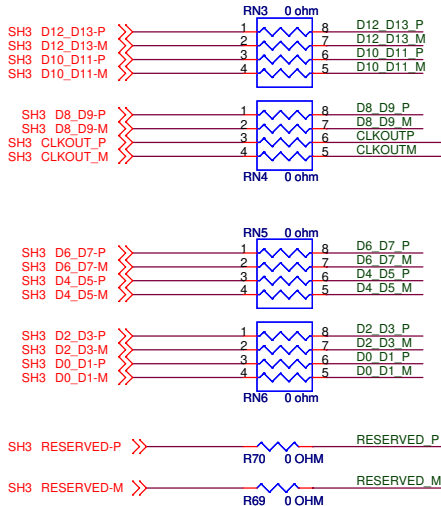 RN3 0 ohm
SH3 D12_D13-P 1 8 D12_D13_P
SH3 D12_D13-M 2 7 D12_D13_M
SH3 D10_D11-P 3 6 D10_D11_P
SH3 D10_D11-M 4 5 D10_D11_M
SH3 D8_D9-P 1 8 D8_D9_P
SH3 D8_D9-M 2 7 D8_D9_M
SH3 CLKOUT_P 3 6 CLKOUTP
SH3 CLKOUT_M 4 5 CLKOUTM
RN4 0 ohm
RN5 0 ohm
SH3 D6_D7-P 1 8 D6_D7_P
SH3 D6_D7-M 2 7 D6_D7_M
SH3 D4_D5-P 3 6 D4_D5_P
SH3 D4_D5-M 4 5 D4_D5_M
SH3 D2_D3-P 1 8 D2_D3_P
SH3 D2_D3-M 2 7 D2_D3_M
SH3 D0_D1-P 3 6 D0_D1_P
SH3 D0_D1-M 4 5 D0_D1_M
RN6 0 ohm
SH3 RESERVED-P RESERVED_P
R70 0 OHM
SH3 RESERVED-M RESERVED_M
R69 0 OHM